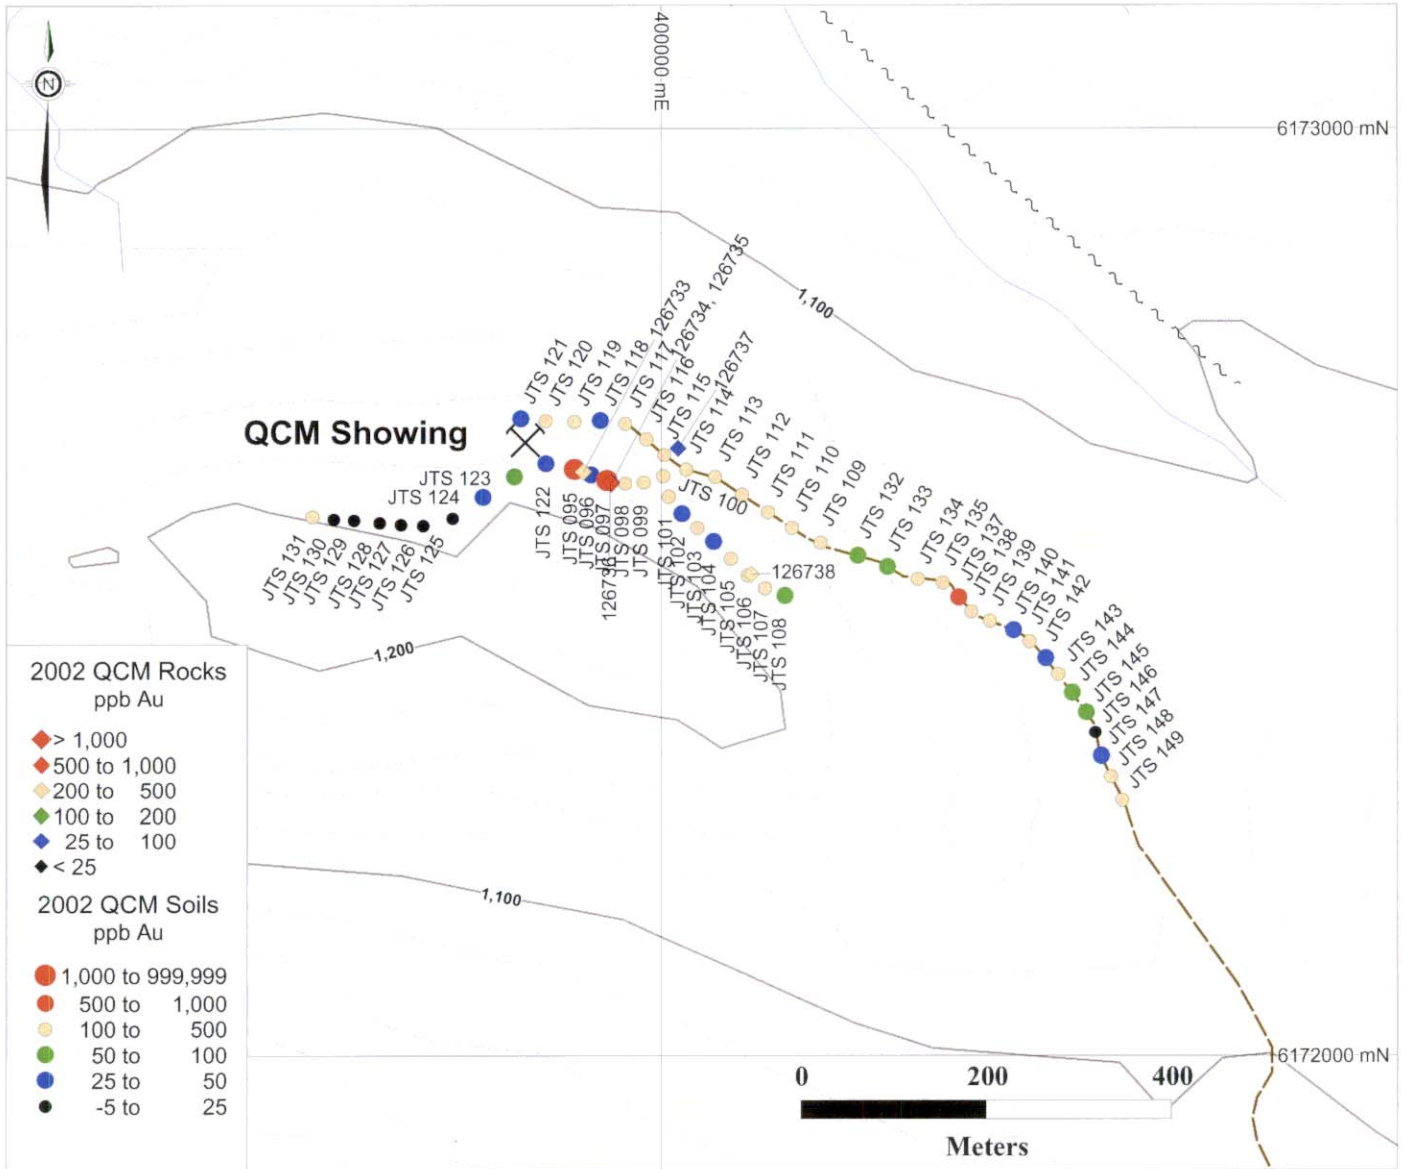 N
400000 mE
6173000 mN
1,100
126733
126734, 126735
126737
JTS 121
JTS 120
JTS 119
JTS 118
JTS 117
JTS 116
JTS 115
JTS 114
JTS 113
JTS 112
JTS 111
JTS 110
JTS 109
JTS 132
JTS 133
JTS 134
JTS 135
JTS 137
JTS 138
JTS 139
JTS 140
JTS 141
JTS 142
JTS 143
JTS 144
JTS 145
JTS 146
JTS 147
JTS 148
JTS 149
QCM Showing
JTS 123
JTS 124
JTS 131
JTS 130
JTS 129
JTS 128
JTS 127
JTS 126
JTS 125
JTS 122
JTS 095
JTS 096
JTS 097
126736
JTS 098
JTS 099
JTS 100
JTS 101
JTS 102
JTS 103
JTS 104
JTS 105
JTS 106
JTS 107
JTS 108
126738
1,200
2002 QCM Rocks
ppb Au
> 1,000
500 to 1,000
200 to 500
100 to 200
25 to 100
< 25
2002 QCM Soils
ppb Au
1,000 to 999,999
500 to 1,000
100 to 500
50 to 100
25 to 50
-5 to 25
1,100
6172000 mN
0 200 400
Meters